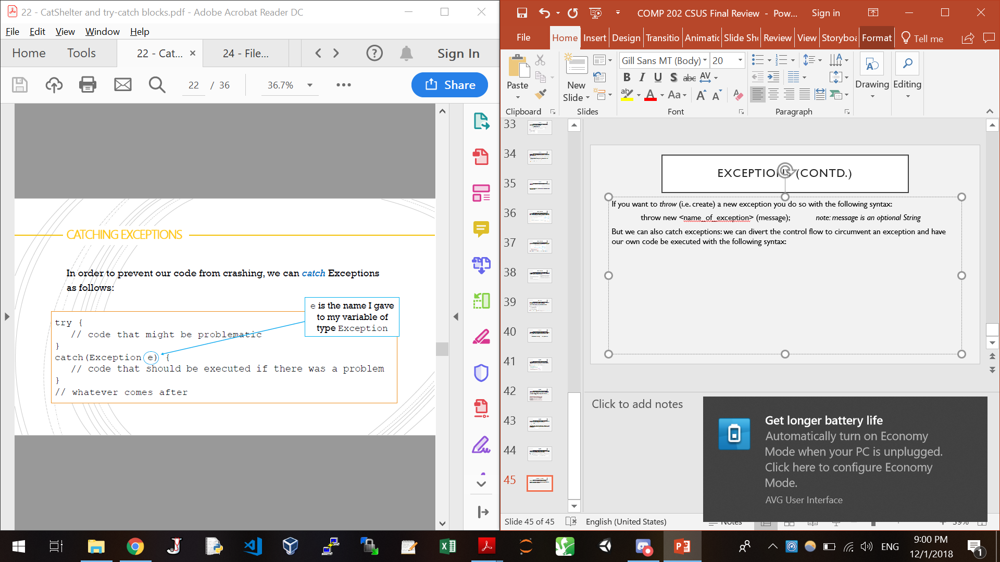 22 - CatShelter and try-catch blocks.pdf - Adobe Acrobat Reader DC
File Edit View Window Help
Home Tools 22 - Cat... × 24 - File... Sign In
22 / 36 36.7% Share
CATCHING EXCEPTIONS
In order to prevent our code from crashing, we can catch Exceptions
as follows:
e is the name I gave
to my variable of
type Exception
try {
// code that might be problematic
}
catch(Exception e) {
// code that should be executed if there was a problem
}
// whatever comes after
COMP 202 CSUS Final Review - Pow... Sign in
File Home Insert Design Transitio Animatic Slide Sho Review View Storyboa Format Tell me
Gill Sans MT (Body) 20
B I U S abc AV
Aa A A
Paste New
Slide Drawing Editing
Clipboard Slides Font Paragraph
33
34
35
36
37
38
39
40
41
42
43
44
45
EXCEPTIONS (CONTD.)
If you want to throw (i.e. create) a new exception you do so with the following syntax:
throw new <name_of_exception> (message); note: message is an optional String
But we can also catch exceptions: we can divert the control flow to circumvent an exception and have
our own code be executed with the following syntax:
Click to add notes
Get longer battery life
Automatically turn on Economy
Mode when your PC is unplugged.
Click here to configure Economy
Mode.
AVG User Interface
Slide 45 of 45 English (United States) Notes 59%
ENG
9:00 PM
12/1/2018
1